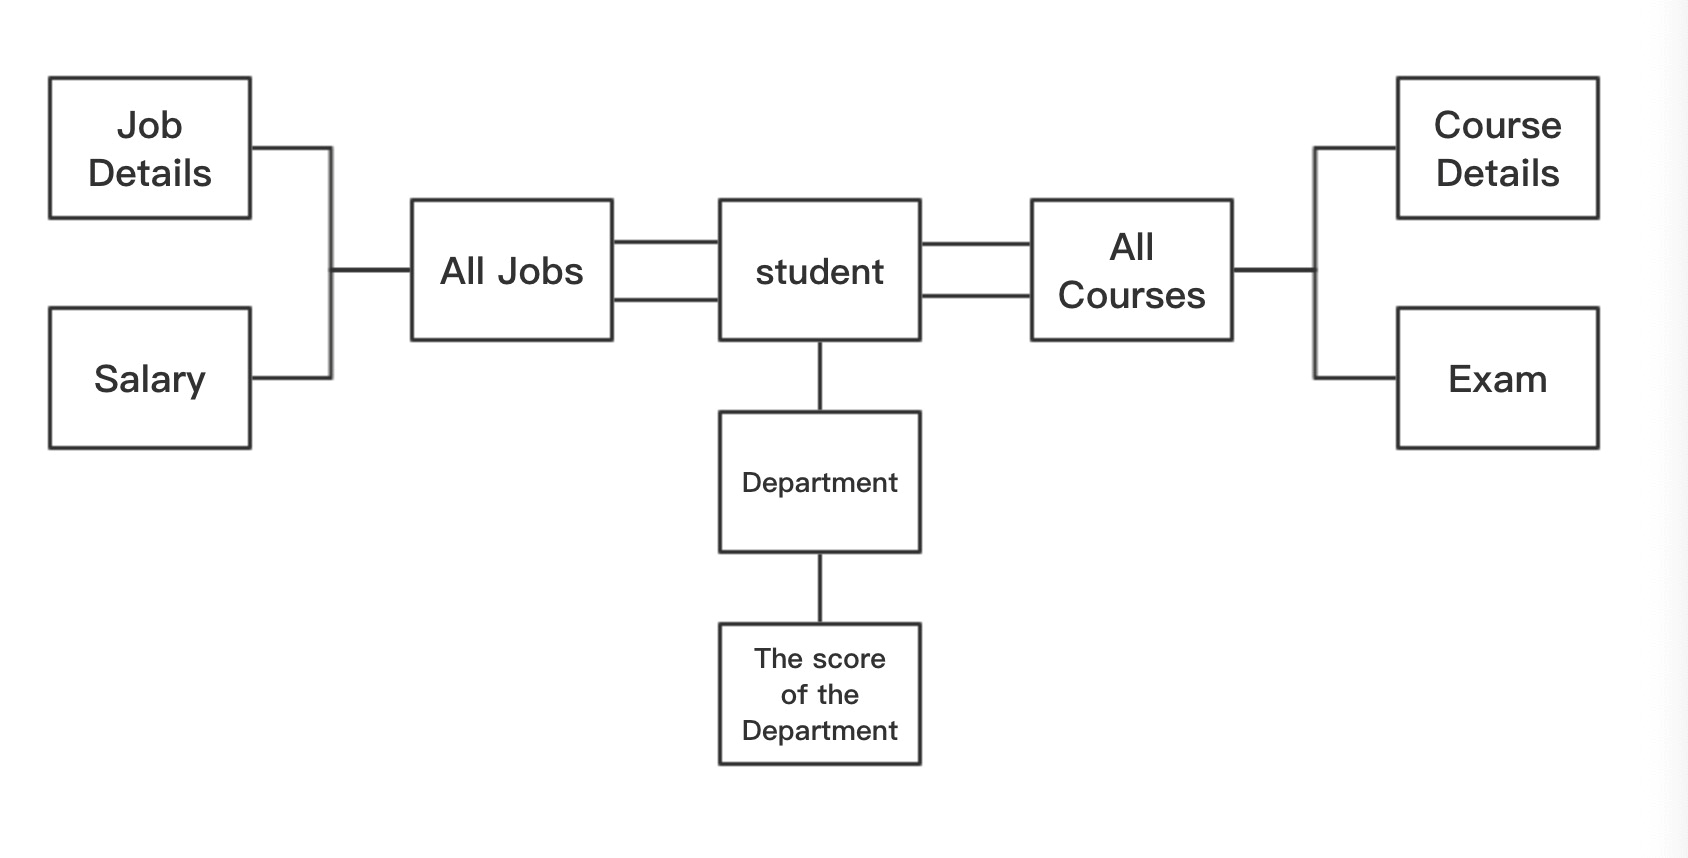 Job
Details
Salary
All Jobs
student
All
Courses
Course
Details
Exam
Department
The score
of the
Department